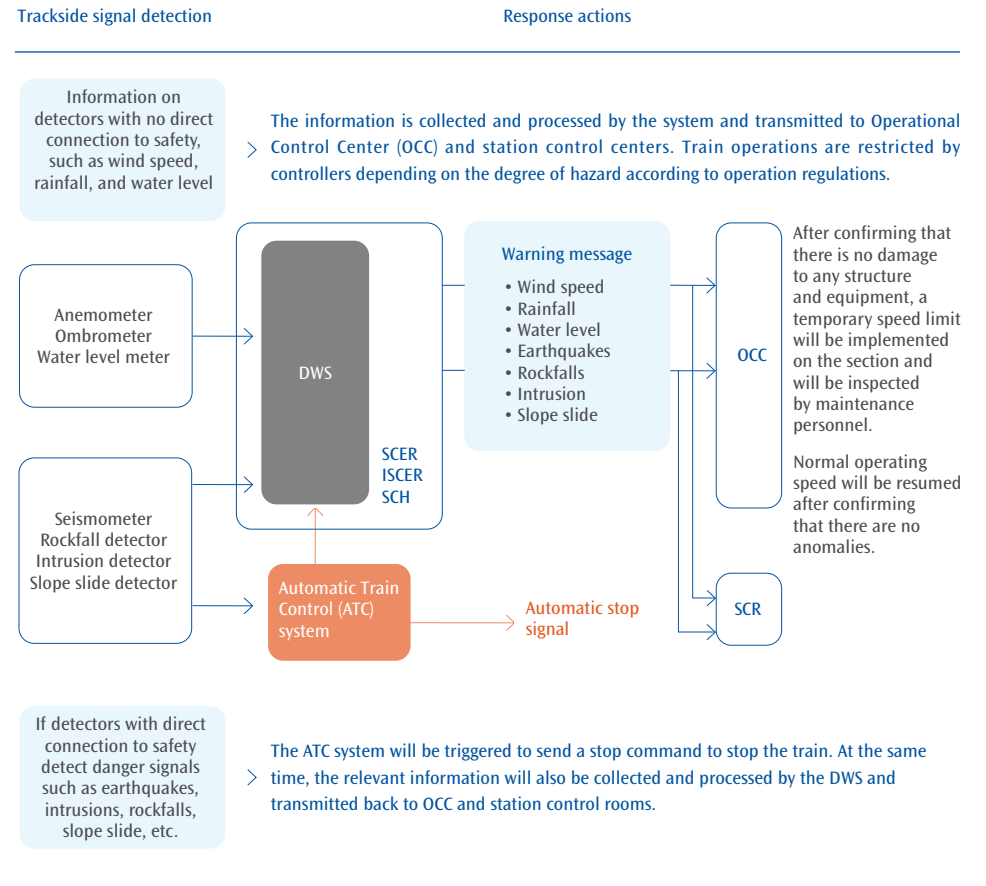 Trackside signal detection
Response actions
Information on
detectors with no direct
connection to safety,
such as wind speed,
rainfall, and water level
The information is collected and processed by the system and transmitted to Operational
Control Center (OCC) and station control centers. Train operations are restricted by
controllers depending on the degree of hazard according to operation regulations.
Anemometer
Ombrometer
Water level meter
Seismometer
Rockfall detector
Intrusion detector
Slope slide detector
DWS
SCER
ISCER
SCH
Automatic Train
Control (ATC)
system
Automatic stop
signal
Warning message
• Wind speed
• Rainfall
• Water level
• Earthquakes
• Rockfalls
• Intrusion
• Slope slide
OCC
SCR
After confirming that
there is no damage
to any structure
and equipment, a
temporary speed limit
will be implemented
on the section and
will be inspected
by maintenance
personnel.
Normal operating
speed will be resumed
after confirming
that there are no
anomalies.
If detectors with direct
connection to safety
detect danger signals
such as earthquakes,
intrusions, rockfalls,
slope slide, etc.
The ATC system will be triggered to send a stop command to stop the train. At the same
time, the relevant information will also be collected and processed by the DWS and
transmitted back to OCC and station control rooms.